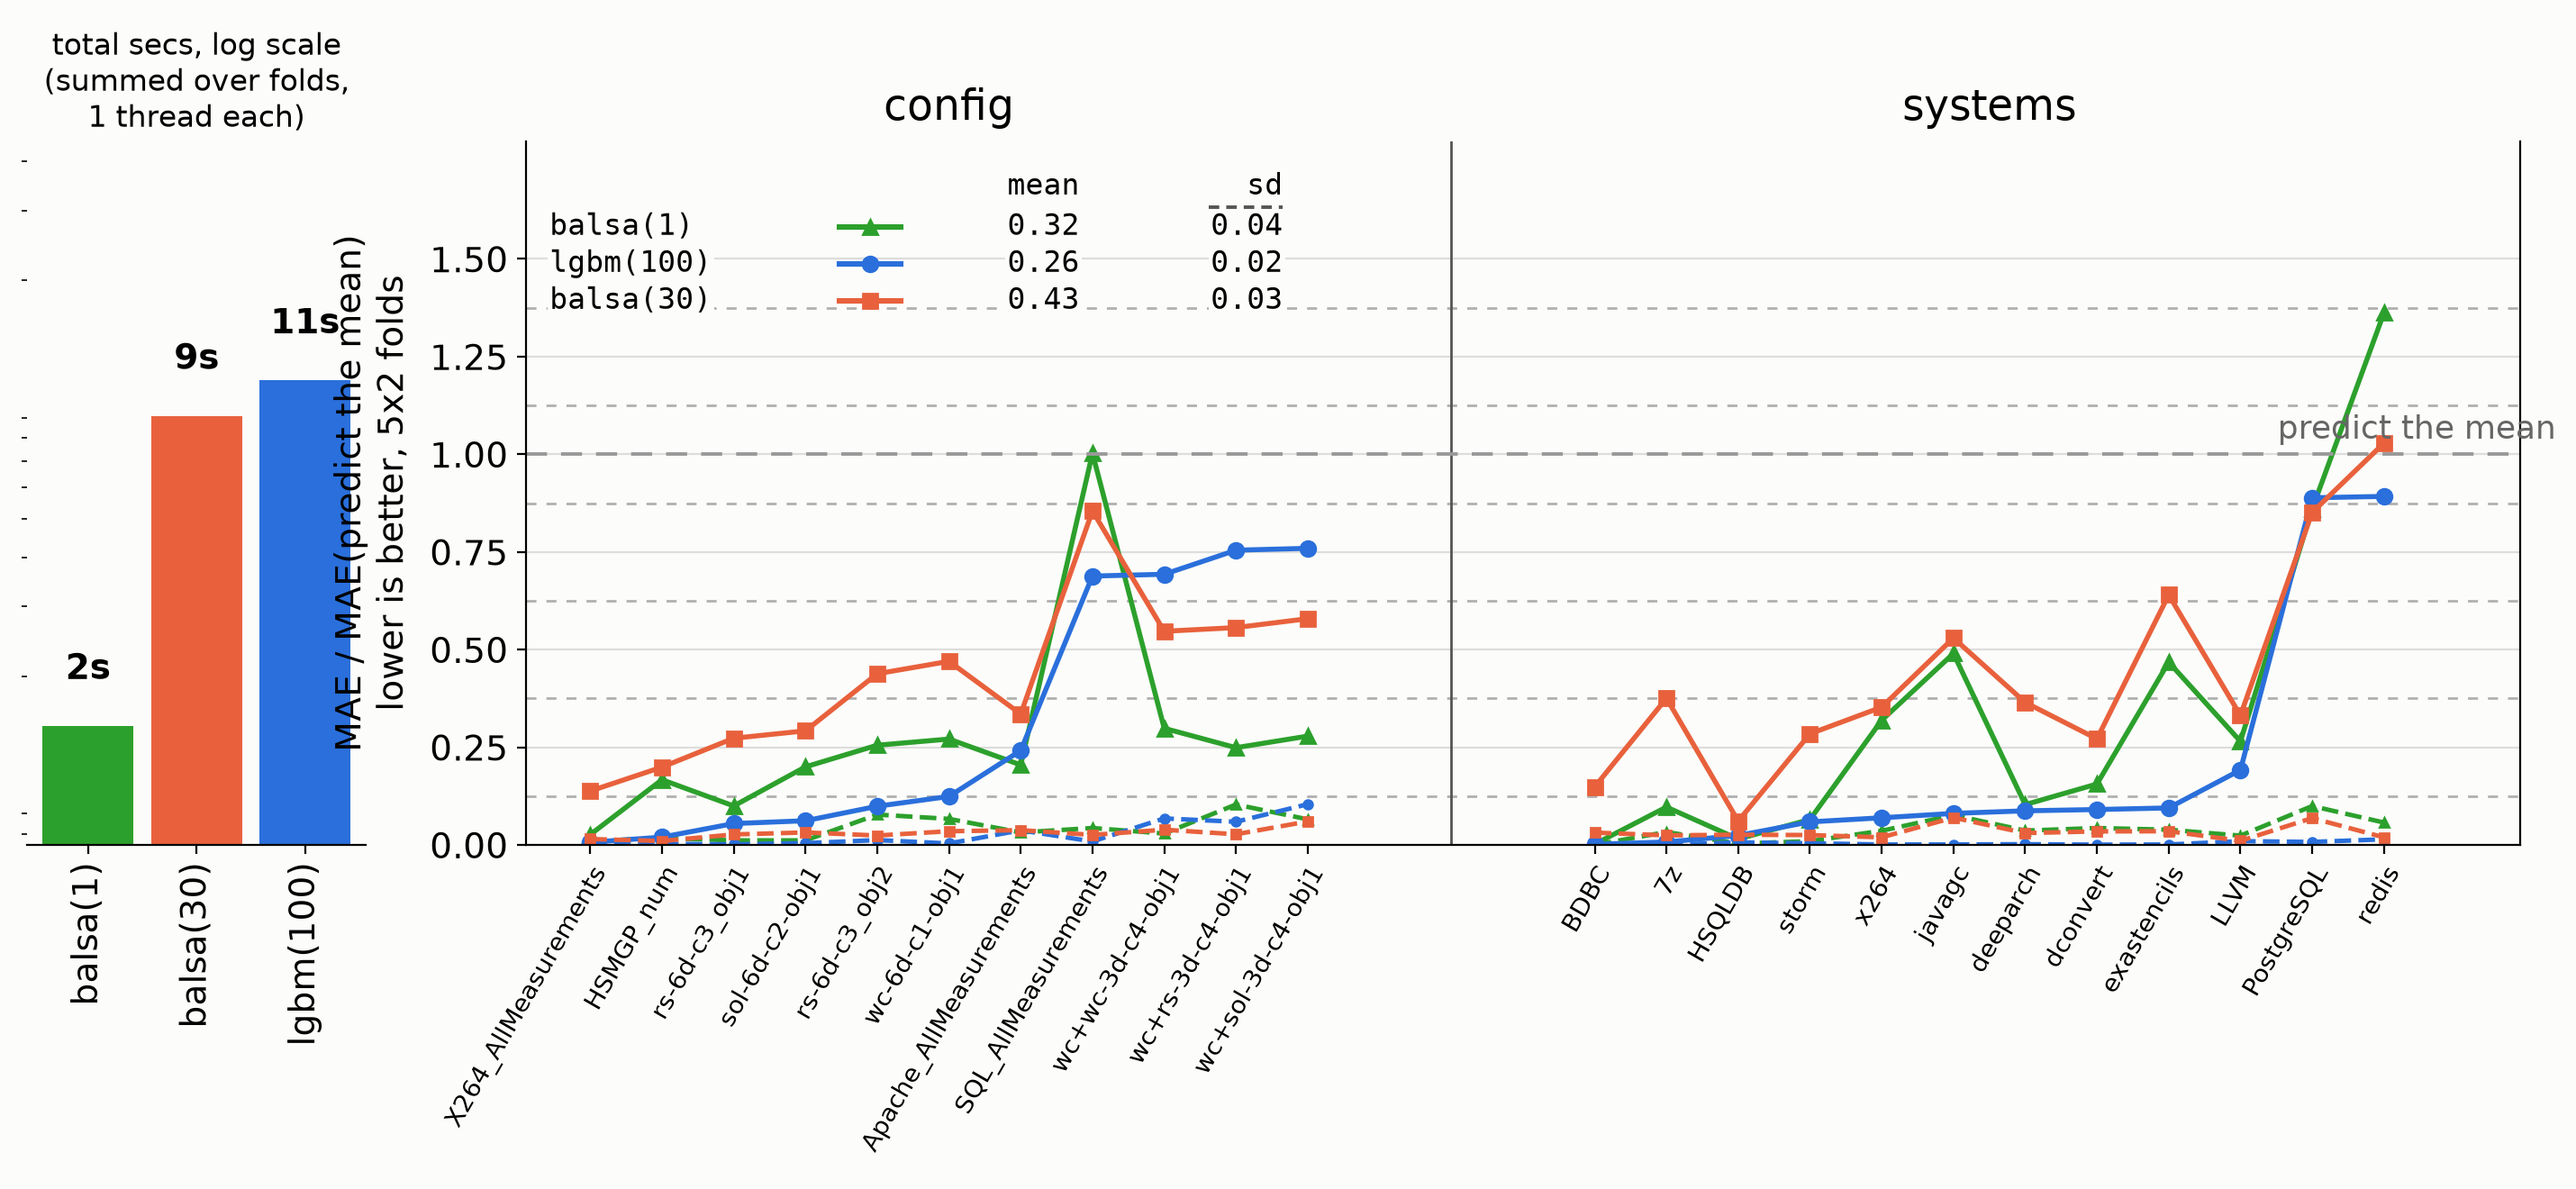 total secs, log scale
(summed over folds,
1 thread each)
2s
9s
11s
balsa(1)
balsa(30)
lgbm(100)
MAE / MAE(predict the mean)
lower is better, 5x2 folds
config
systems
mean sd
balsa(1) 0.32 0.04
lgbm(100) 0.26 0.02
balsa(30) 0.43 0.03
1.50
1.25
1.00
0.75
0.50
0.25
0.00
predict the mean
X264_AllMeasurements
HSMGP_num
rs-6d-c3_obj1
sol-6d-c2-obj1
rs-6d-c3_obj2
wc-6d-c1-obj1
Apache_AllMeasurements
SQL_AllMeasurements
wc+wc-3d-c4-obj1
wc+rs-3d-c4-obj1
wc+sol-3d-c4-obj1
BDBC
7z
HSQLDB
storm
x264
javagc
deeparch
dconvert
exastencils
LLVM
PostgreSQL
redis